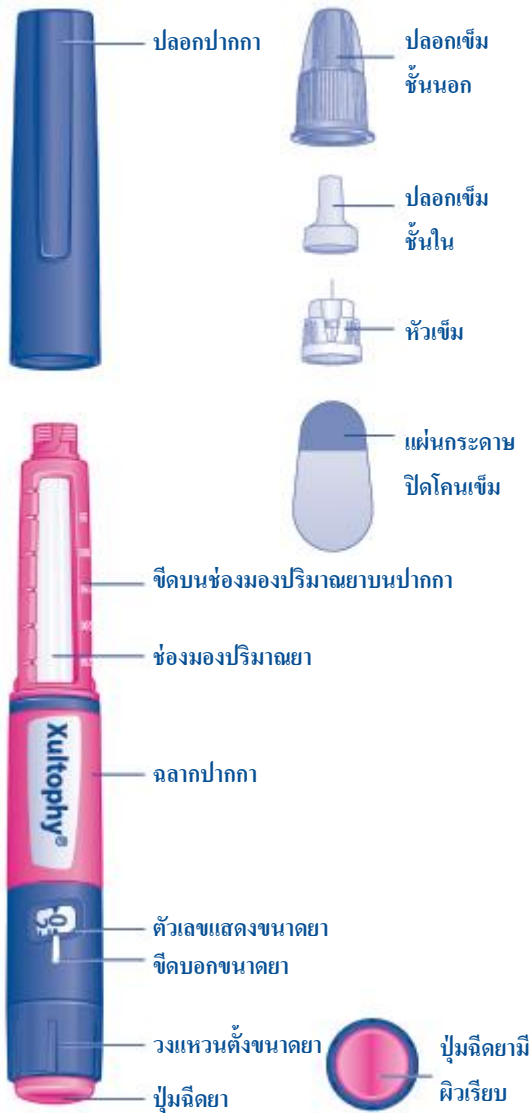 ปลอกปากกา
ปลอกเข็ม
ชั้นนอก
ปลอกเข็ม
ชั้นใน
หัวเข็ม
แผ่นกระดาษ
ปิดโคนเข็ม
ขีดบนช่องมองปริมาณยาบนปากกา
ช่องมองปริมาณยา
Xultophy®
ฉลากปากกา
ตัวเลขแสดงขนาดยา
ขีดบอกขนาดยา
วงแหวนตั้งขนาดยา
ปุ่มฉีดยา
ปุ่มฉีดยามี
ผิวเรียบ